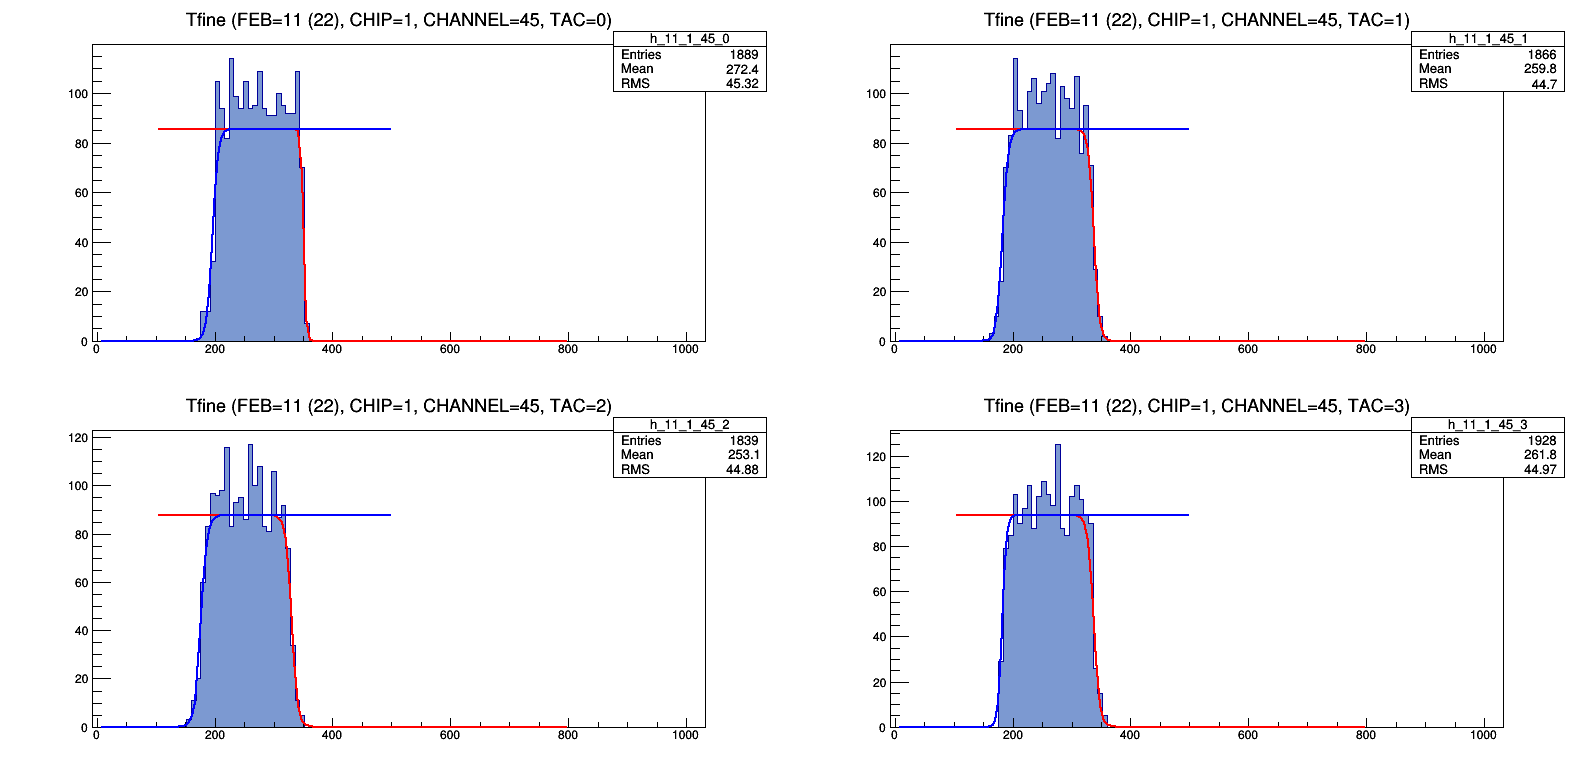 Tfine (FEB=11 (22), CHIP=1, CHANNEL=45, TAC=0)
h_11_1_45_0
Entries 1889
Mean 272.4
RMS 45.32
100
80
60
40
20
0
0 200 400 600 800 1000
Tfine (FEB=11 (22), CHIP=1, CHANNEL=45, TAC=1)
h_11_1_45_1
Entries 1866
Mean 259.8
RMS 44.7
100
80
60
40
20
0
0 200 400 600 800 1000
Tfine (FEB=11 (22), CHIP=1, CHANNEL=45, TAC=2)
h_11_1_45_2
Entries 1839
Mean 253.1
RMS 44.88
120
100
80
60
40
20
0
0 200 400 600 800 1000
Tfine (FEB=11 (22), CHIP=1, CHANNEL=45, TAC=3)
h_11_1_45_3
Entries 1928
Mean 261.8
RMS 44.97
120
100
80
60
40
20
0
0 200 400 600 800 1000